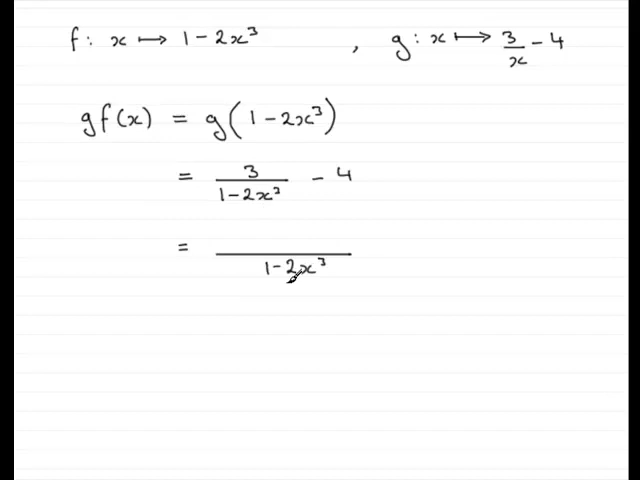 f : x ⟼ 1 - 2x³ , g : x ⟼ 3/x - 4
gf(x) = g(1 - 2x³)
= 3/(1 - 2x³) - 4
= /(1 - 2x³)